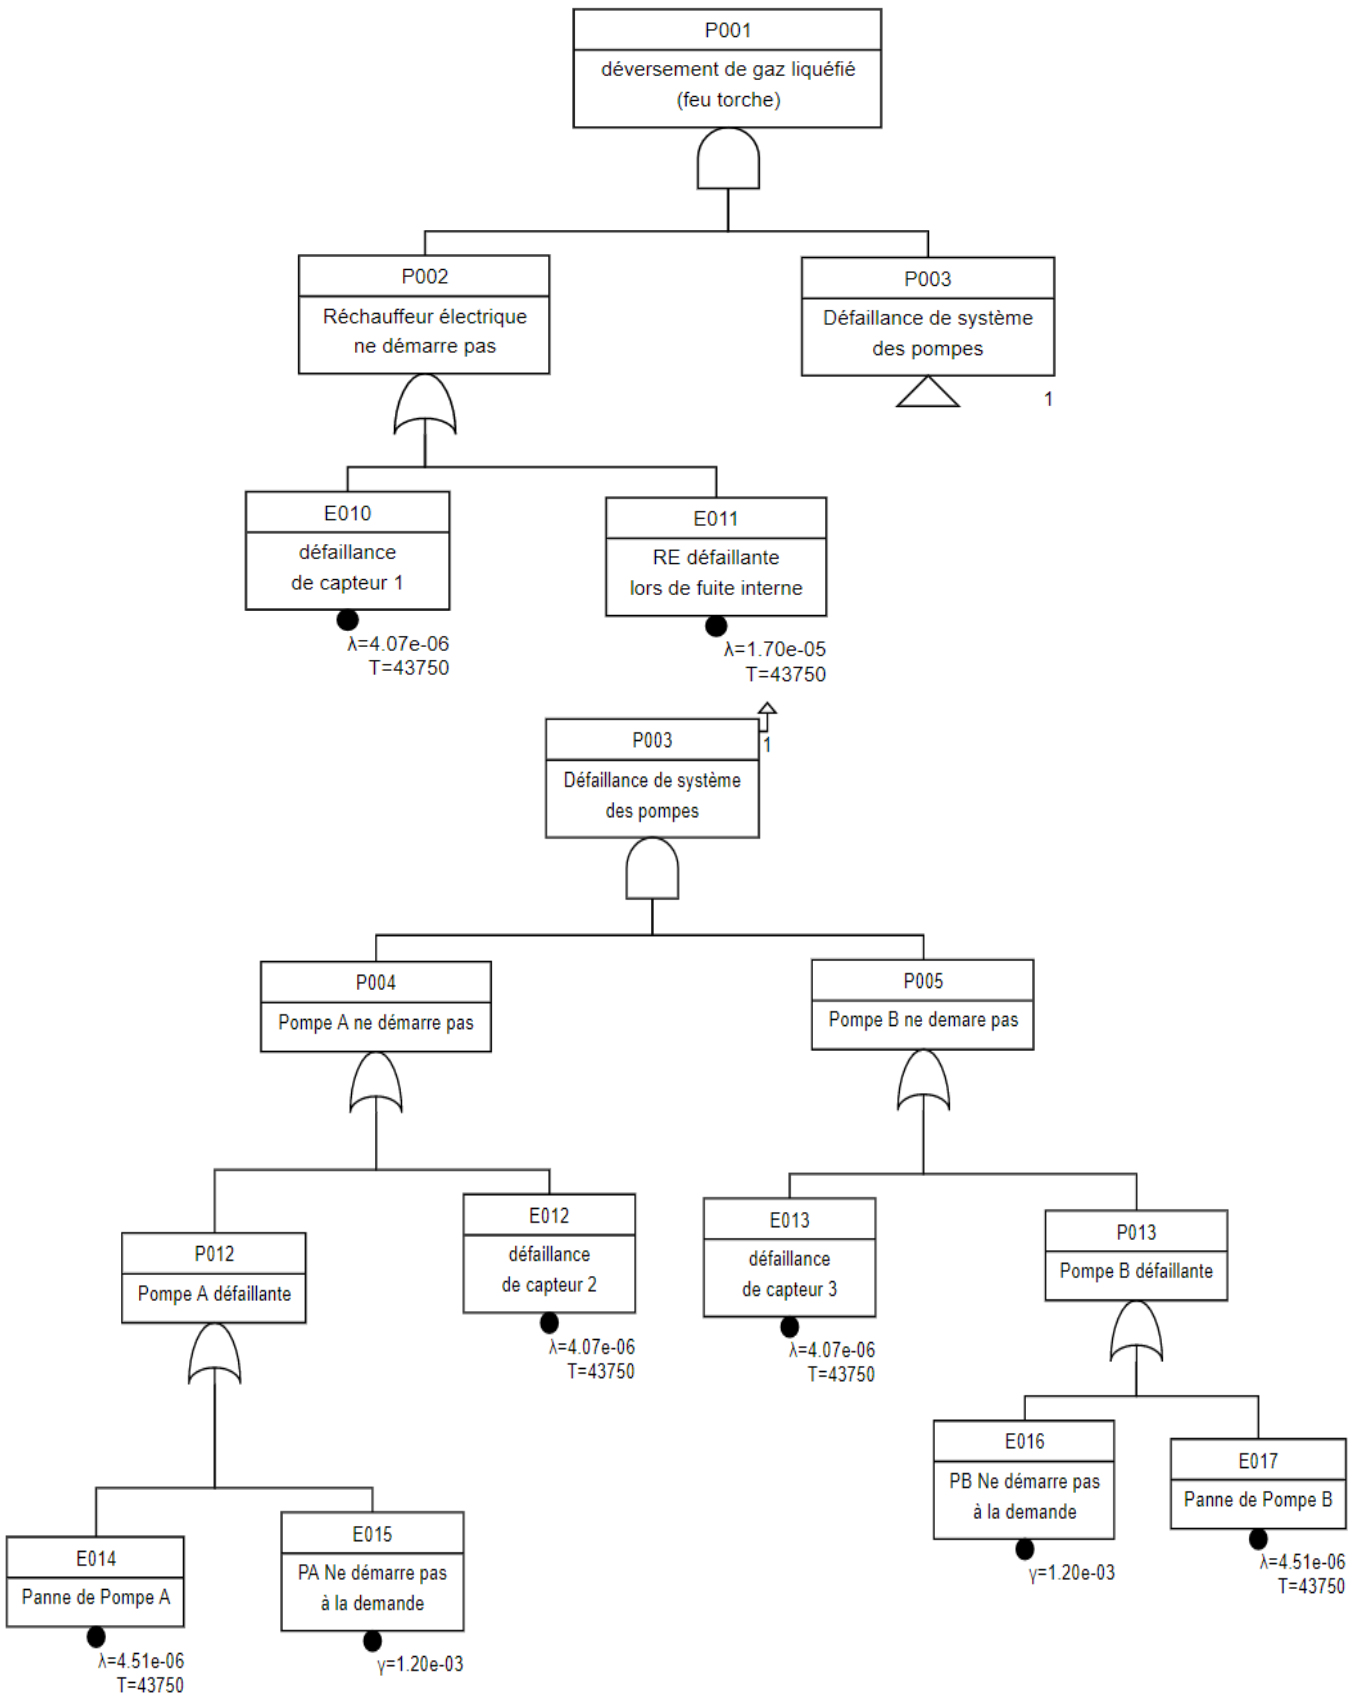 P001
déversement de gaz liquéfié
(feu torche)
P002
Réchauffeur électrique
ne démarre pas
P003
Défaillance de système
des pompes
1
E010
défaillance
de capteur 1
λ=4.07e-06
T=43750
E011
RE défaillante
lors de fuite interne
λ=1.70e-05
T=43750
P003
1
Défaillance de système
des pompes
P004
Pompe A ne démarre pas
P005
Pompe B ne demare pas
P012
Pompe A défaillante
E012
défaillance
de capteur 2
λ=4.07e-06
T=43750
E013
défaillance
de capteur 3
λ=4.07e-06
T=43750
P013
Pompe B défaillante
E014
Panne de Pompe A
λ=4.51e-06
T=43750
E015
PA Ne démarre pas
à la demande
γ=1.20e-03
E016
PB Ne démarre pas
à la demande
γ=1.20e-03
E017
Panne de Pompe B
λ=4.51e-06
T=43750